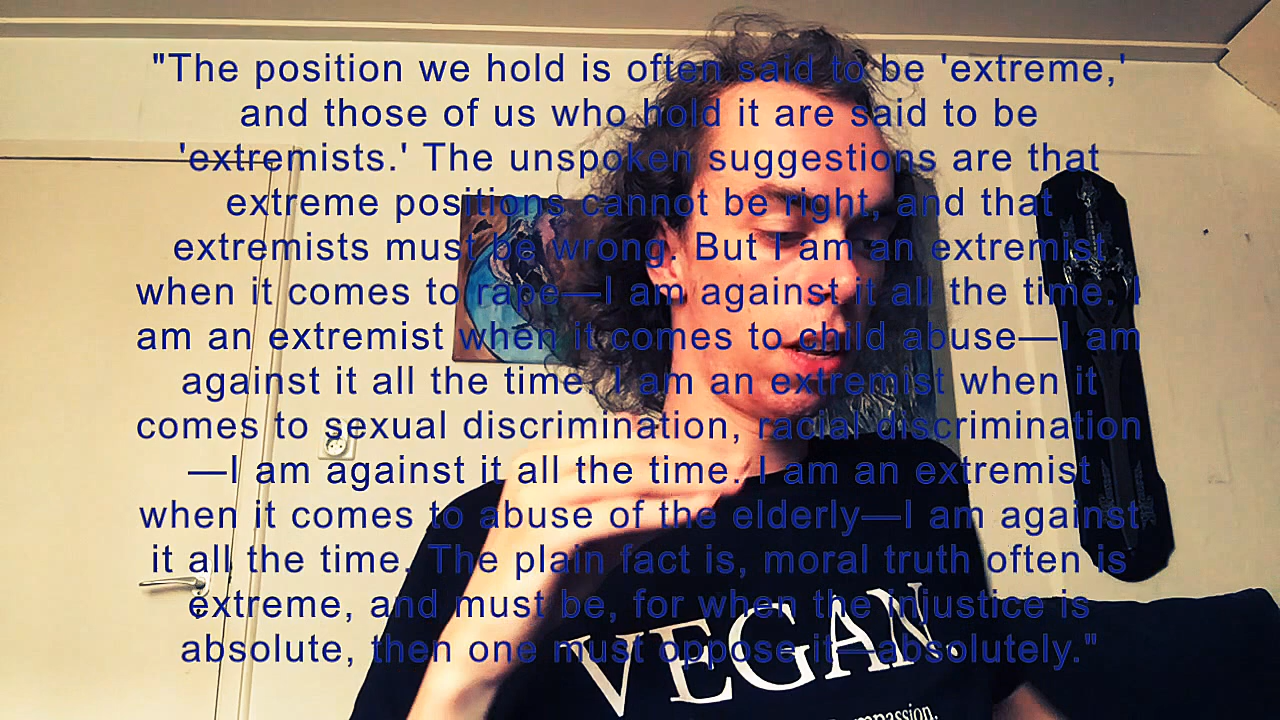 "The position we hold is often said to be 'extreme,'
and those of us who hold it are said to be
'extremists.' The unspoken suggestions are that
extreme positions cannot be right, and that
extremists must be wrong. But I am an extremist
when it comes to rape—I am against it all the time. I
am an extremist when it comes to child abuse—I am
against it all the time. I am an extremist when it
comes to sexual discrimination, racial discrimination
—I am against it all the time. I am an extremist
when it comes to abuse of the elderly—I am against
it all the time. The plain fact is, moral truth often is
extreme, and must be, for when the injustice is
absolute, then one must oppose it—absolutely."
VEGAN